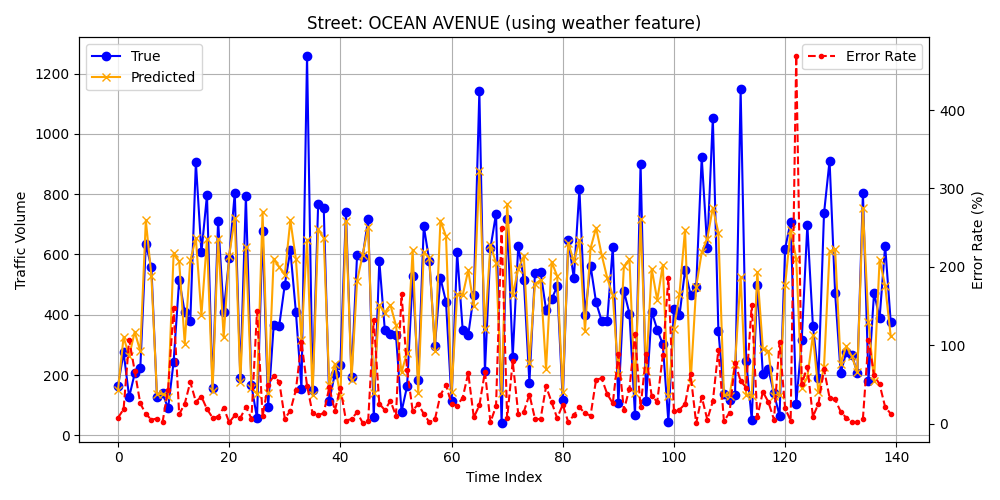 Street: OCEAN AVENUE (using weather feature)
True
Predicted
Error Rate
1200
1000
800
600
400
200
0
Traffic Volume
400
300
200
100
0
Error Rate (%)
0 20 40 60 80 100 120 140
Time Index